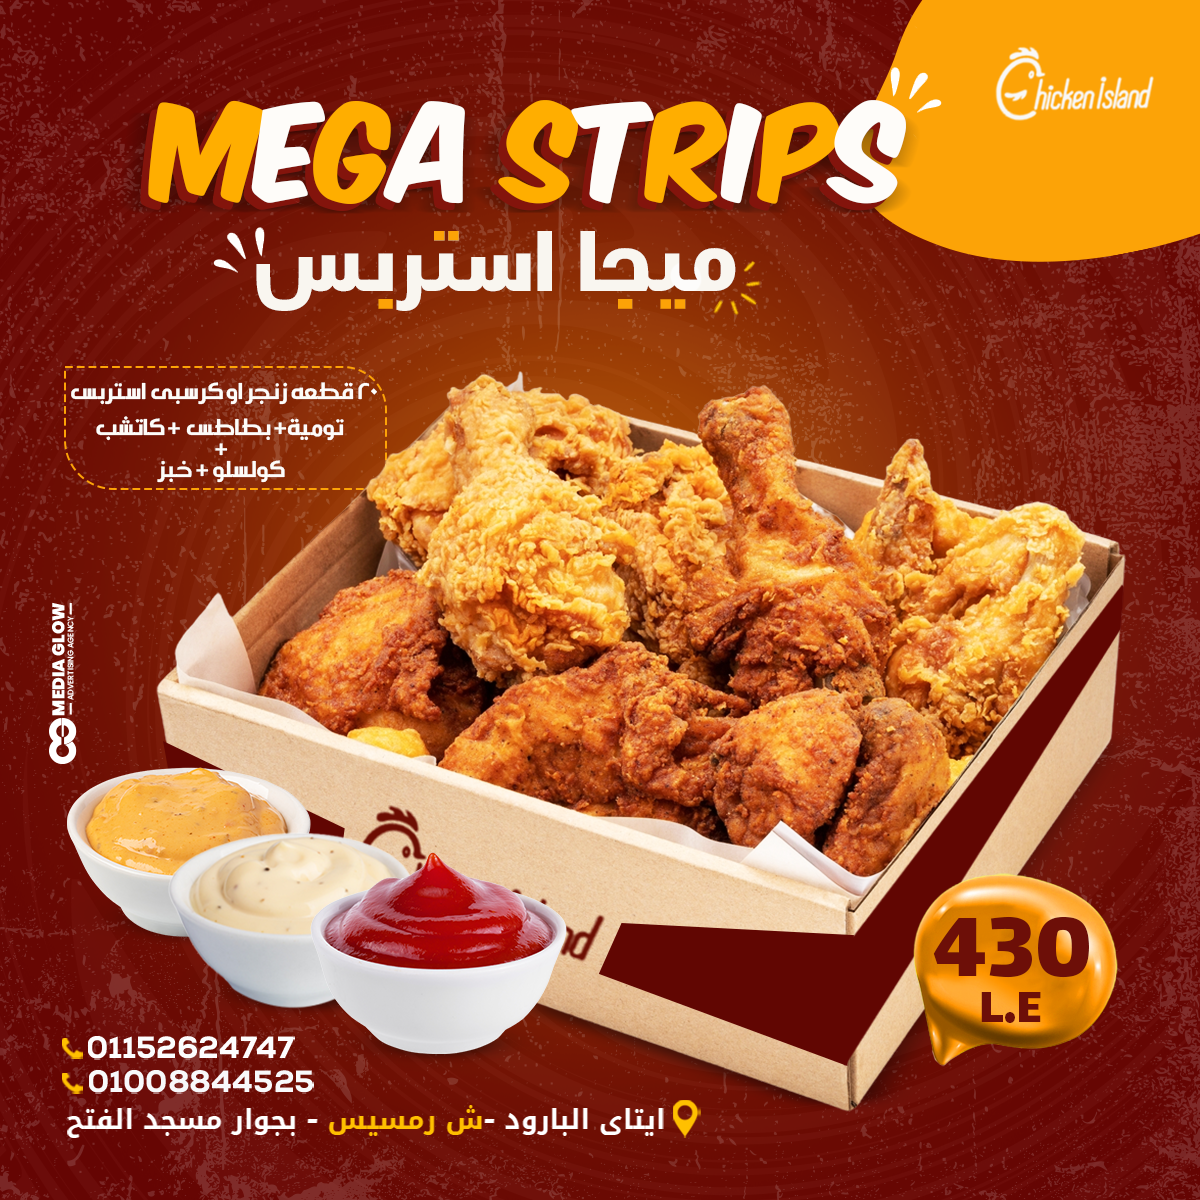 Chicken island
MEGA STRIPS
ميجا استربس
٢٠ قطعه زنجر او كرسبى استربس
تومية + بطاطس + كاتشب
+
كولسلو + خبز
MEDIA GLOW
ADVERTISING AGENCY
430
L.E
01152624747
01008844525
ايتاى البارود -ش رمسيس - بجوار مسجد الفتح